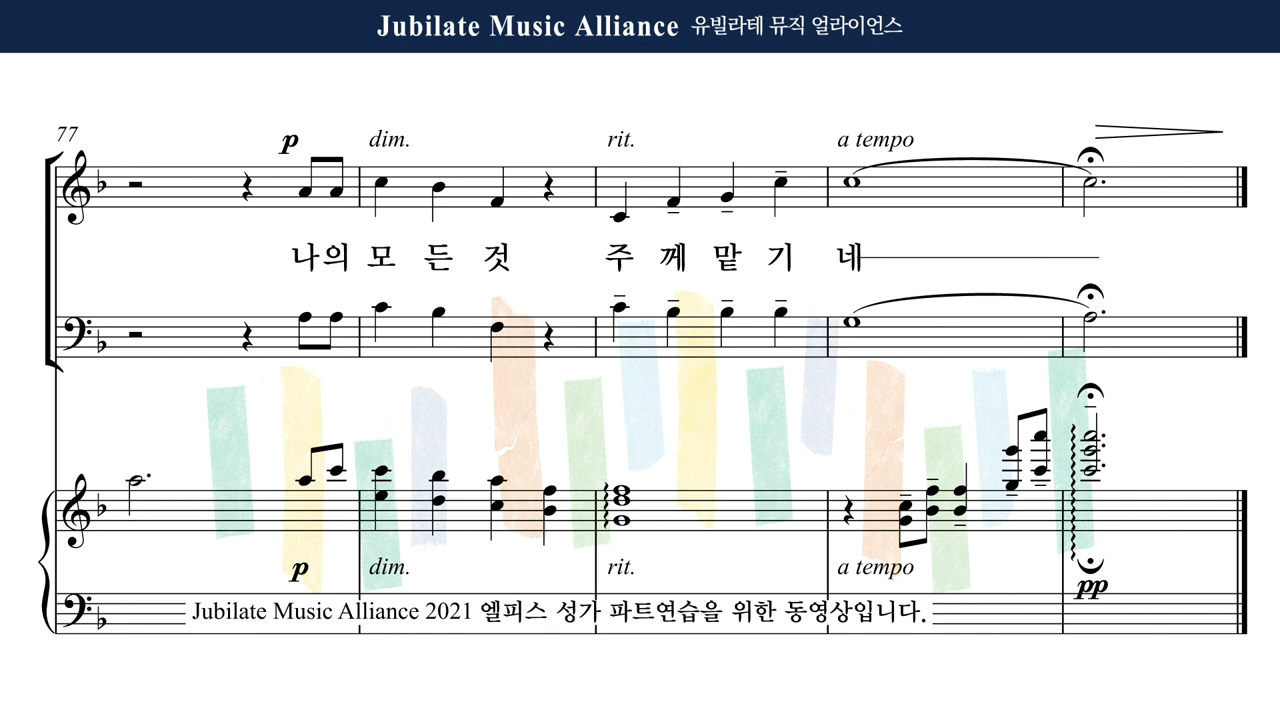 Jubilate Music Alliance 유빌라테 뮤직 얼라이언스
77
p dim. rit. a tempo
나의 모 든 것 주 께 맡 기 네
p dim. rit. a tempo
pp
Jubilate Music Alliance 2021 엘피스 성가 파트연습을 위한 동영상입니다.